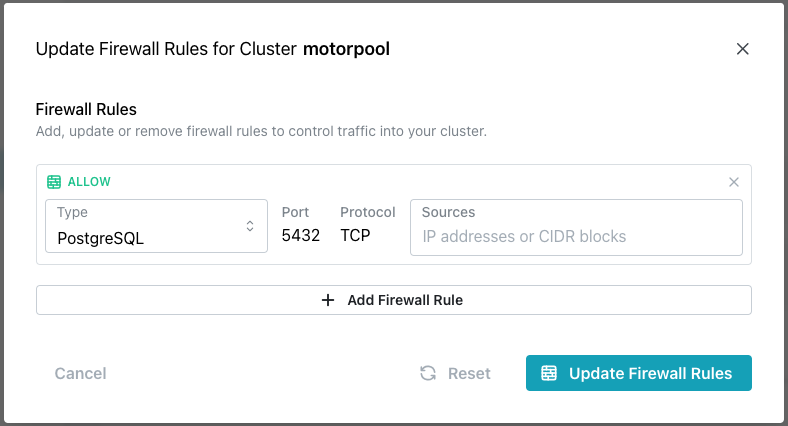 Update Firewall Rules for Cluster motorpool
Firewall Rules
Add, update or remove firewall rules to control traffic into your cluster.
ALLOW
Type
PostgreSQL
Port
5432
Protocol
TCP
Sources
IP addresses or CIDR blocks
Add Firewall Rule
Cancel
Reset
Update Firewall Rules